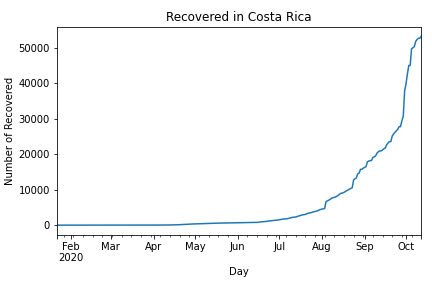 Recovered in Costa Rica
Number of Recovered
50000
40000
30000
20000
10000
0
Feb Mar Apr May Jun Jul Aug Sep Oct
2020
Day